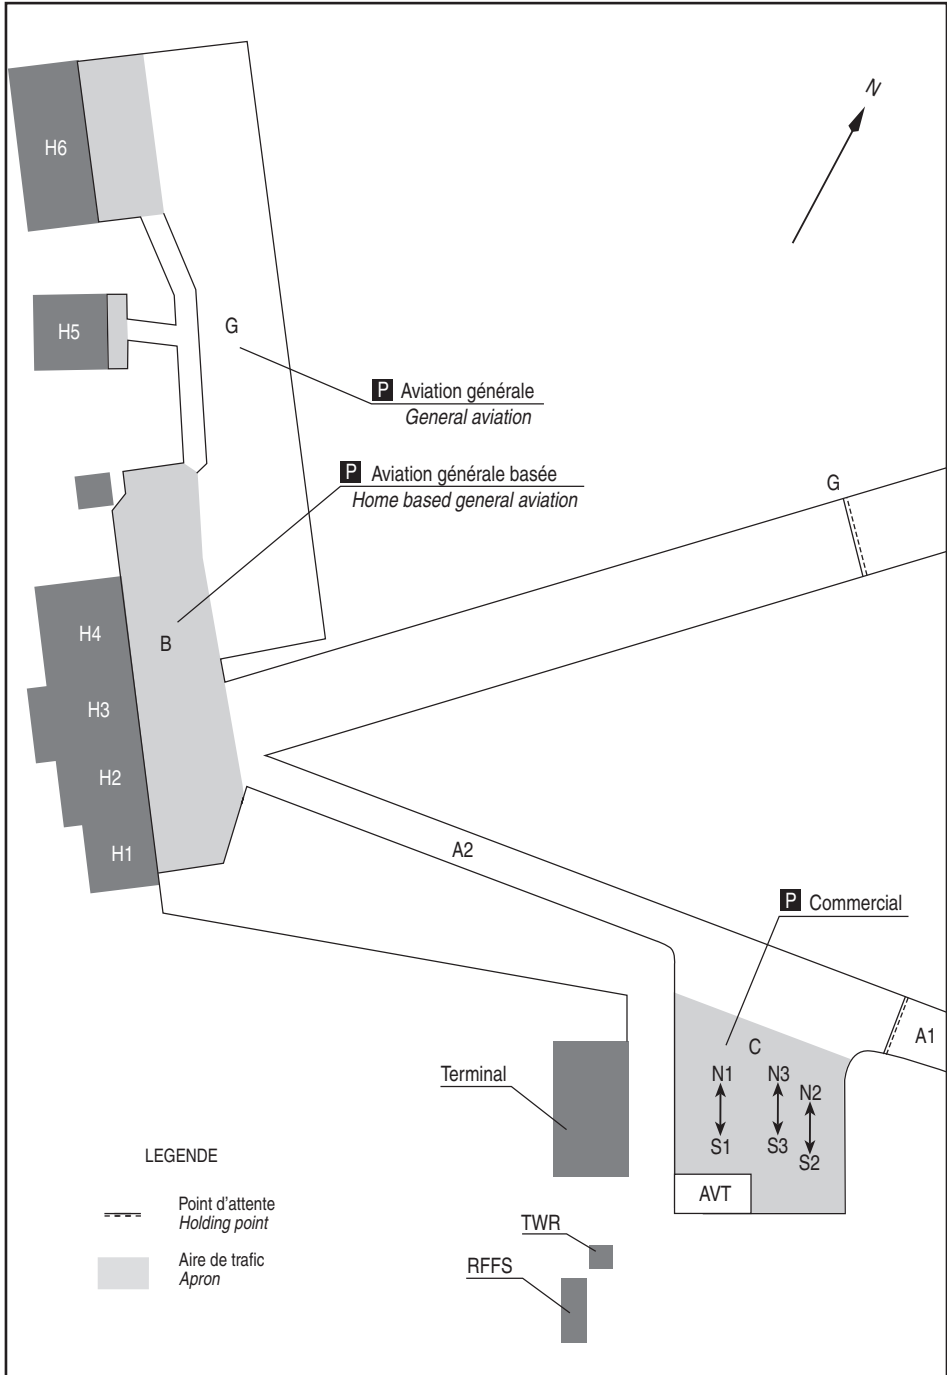 N
H6
H5
G
P Aviation générale
General aviation
P Aviation générale basée
Home based general aviation
G
H4
B
H3
H2
H1
A2
P Commercial
A1
C
N1
N3
N2
S1
S3
S2
AVT
Terminal
TWR
RFFS
LEGENDE
Point d'attente
Holding point
Aire de trafic
Apron